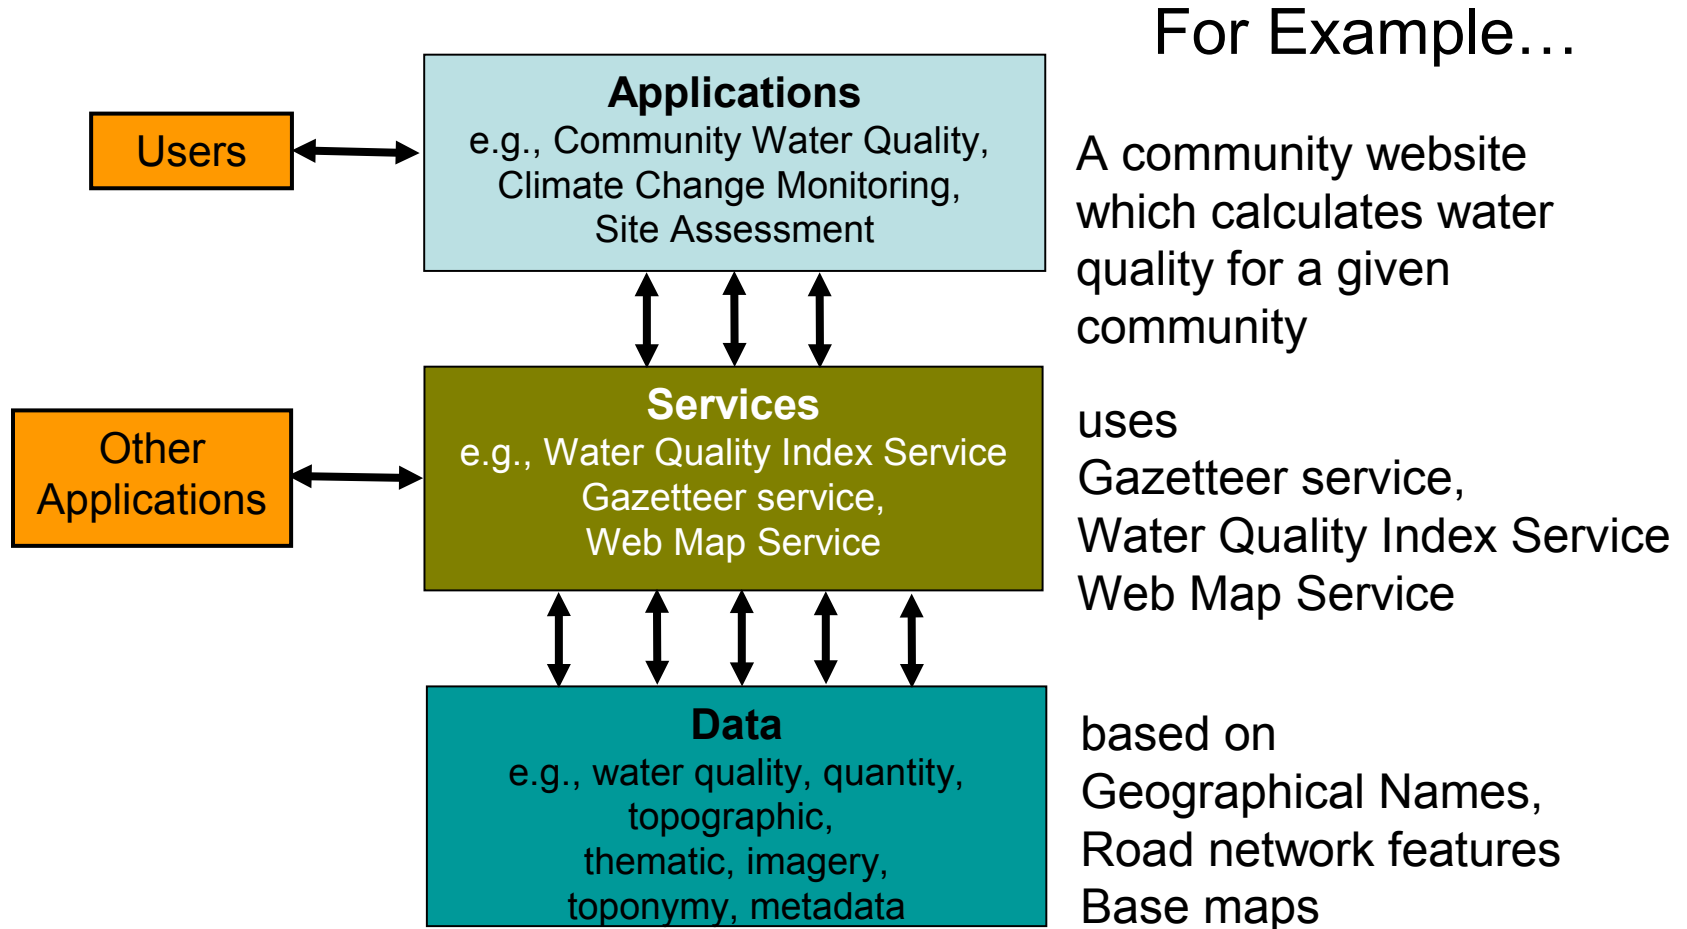 For Example…
Users
Applications
e.g., Community Water Quality,
Climate Change Monitoring,
Site Assessment
A community website
which calculates water
quality for a given
community
Other
Applications
Services
e.g., Water Quality Index Service
Gazetteer service,
Web Map Service
uses
Gazetteer service,
Water Quality Index Service
Web Map Service
Data
e.g., water quality, quantity,
topographic,
thematic, imagery,
toponymy, metadata
based on
Geographical Names,
Road network features
Base maps